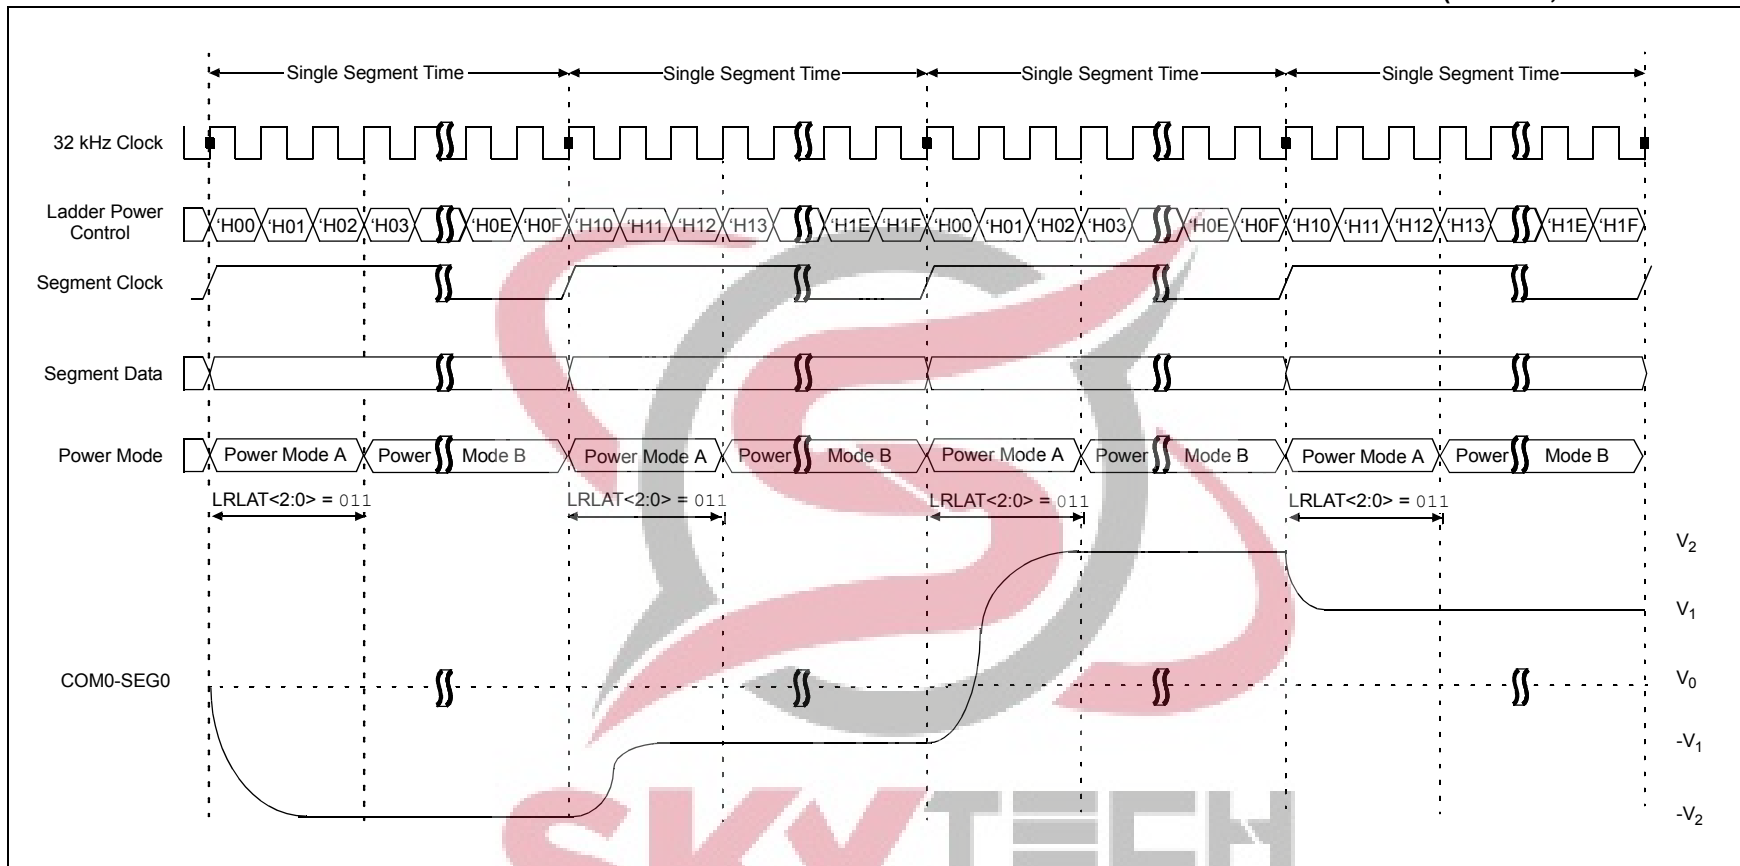 Single Segment Time Single Segment Time Single Segment Time Single Segment Time
32 kHz Clock
Ladder Power
Control
‘H00 ‘H01 ‘H02 ‘H03 ‘H0E ‘H0F ‘H10 ‘H11 ‘H12 ‘H13 ‘H1E ‘H1F ‘H00 ‘H01 ‘H02 ‘H03 ‘H0E ‘H0F ‘H10 ‘H11 ‘H12 ‘H13 ‘H1E ‘H1F
Segment Clock
Segment Data
Power Mode Power Mode A Power Mode B Power Mode A Power Mode B Power Mode A Power Mode B Power Mode A Power Mode B
LRLAT<2:0> = 011 LRLAT<2:0> = 011 LRLAT<2:0> = 011 LRLAT<2:0> = 011
V2
V1
COM0-SEG0 V0
-V1
-V2
SKYTECH